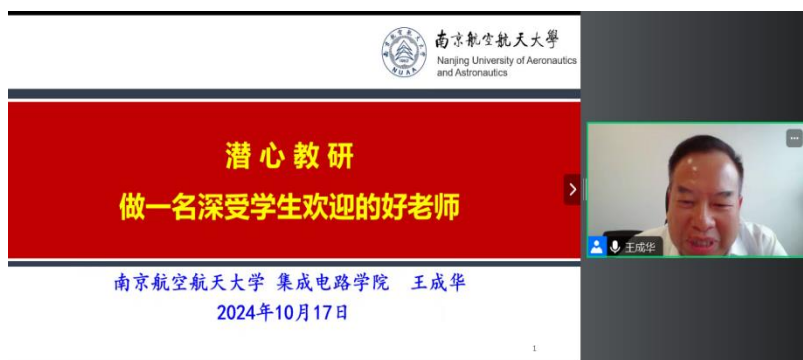 南京航空航天大學
Nanjing University of Aeronautics
and Astronautics
NUAA
潜心教研
做一名深受学生欢迎的好老师
南京航空航天大学 集成电路学院 王成华
2024年10月17日
1
王成华